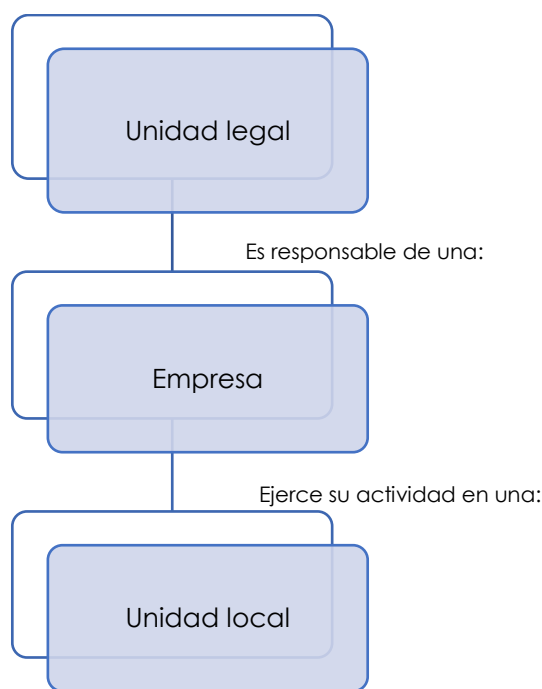 Unidad legal
Es responsable de una:
Empresa
Ejerce su actividad en una:
Unidad local